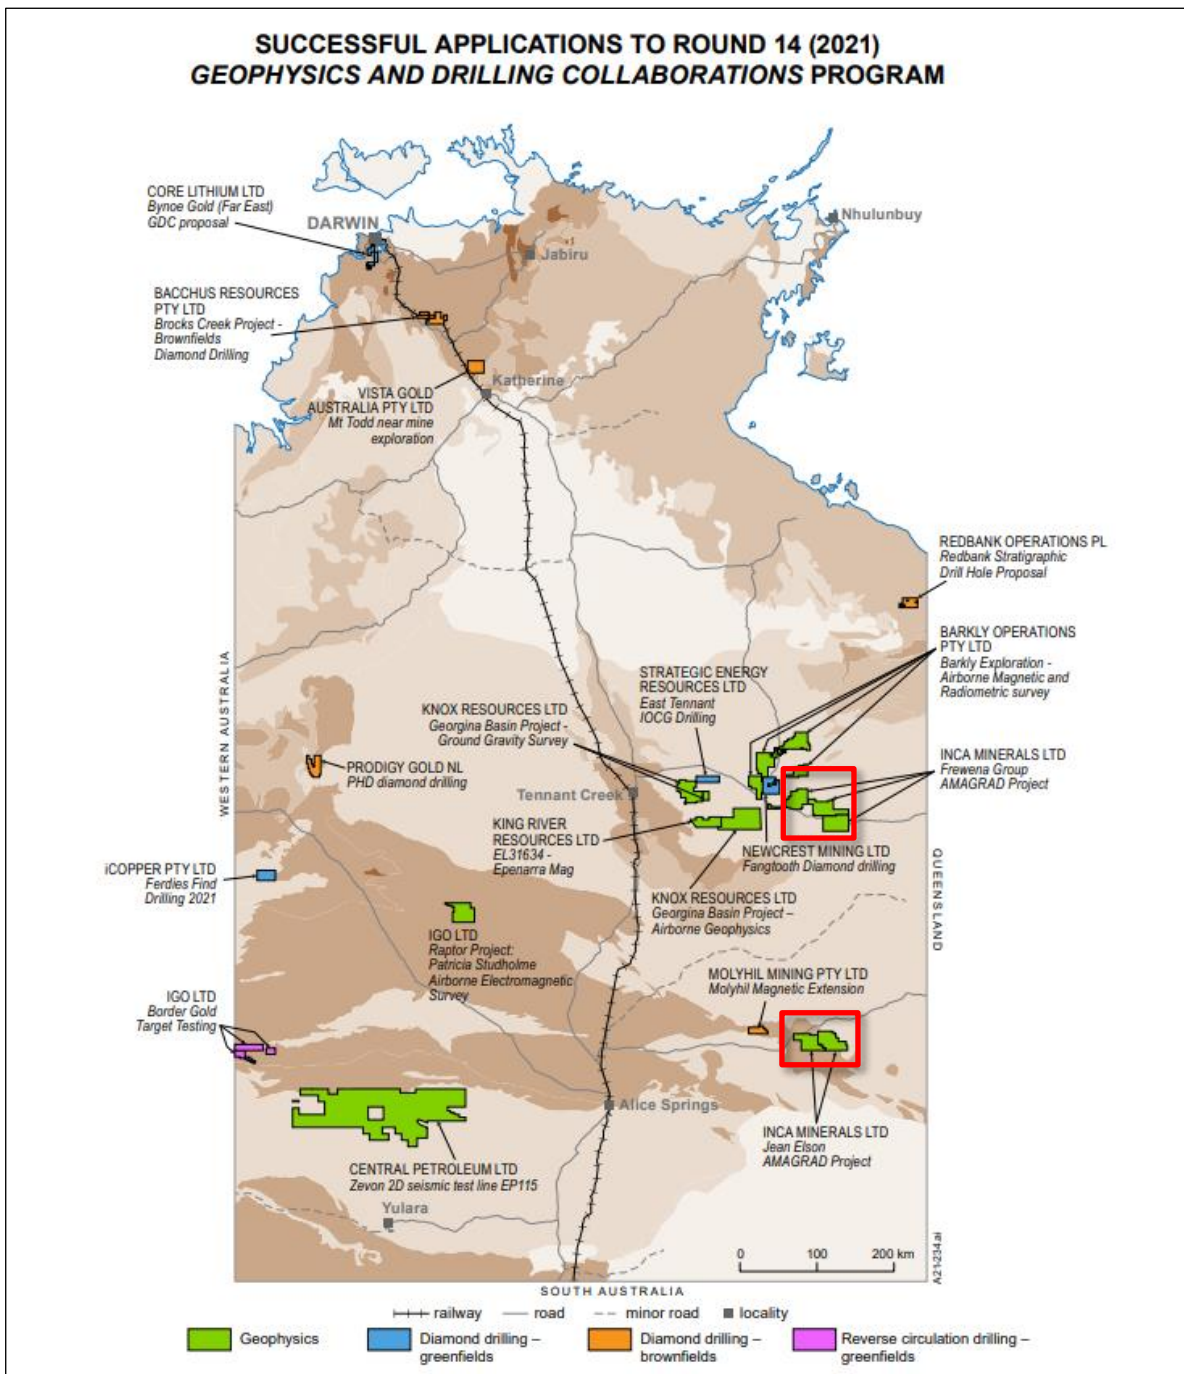 SUCCESSFUL APPLICATIONS TO ROUND 14 (2021)
GEOPHYSICS AND DRILLING COLLABORATIONS PROGRAM
CORE LITHIUM LTD
Bynoe Gold (Far East)
GDC proposal
DARWIN
Nhulunbuy
Jabiru
BACCHUS RESOURCES
PTY LTD
Brocks Creek Project -
Brownfields
Diamond Drilling
Katherine
VISTA GOLD
AUSTRALIA PTY LTD
Mt Todd near mine
exploration
REDBANK OPERATIONS PL
Redbank Stratigraphic
Drill Hole Proposal
BARKLY OPERATIONS
PTY LTD
Barkly Exploration -
Airborne Magnetic and
Radiometric survey
STRATEGIC ENERGY
RESOURCES LTD
East Tennant
IOCG Drilling
KNOX RESOURCES LTD
Georgina Basin Project -
Ground Gravity Survey
WESTERN AUSTRALIA
PRODIGY GOLD NL
PHD diamond drilling
INCA MINERALS LTD
Frewena Group
AMAGRAD Project
Tennant Creek
KING RIVER
RESOURCES LTD
EL31634 -
Epenarra Mag
NEWCREST MINING LTD
Fangtooth Diamond drilling
iCOPPER PTY LTD
Ferdies Find
Drilling 2021
KNOX RESOURCES LTD
Georgina Basin Project –
Airborne Geophysics
QUEENSLAND
IGO LTD
Raptor Project:
Patricia Studholme
Airborne Electromagnetic
Survey
MOLYHIL MINING PTY LTD
Molyhil Magnetic Extension
IGO LTD
Border Gold
Target Testing
Alice Springs
INCA MINERALS LTD
Jean Elson
AMAGRAD Project
CENTRAL PETROLEUM LTD
Zevon 2D seismic test line EP115
Yulara
0 100 200 km
A21-234.ai
SOUTH AUSTRALIA
railway road minor road locality
Geophysics
Diamond drilling –
greenfields
Diamond drilling –
brownfields
Reverse circulation drilling –
greenfields